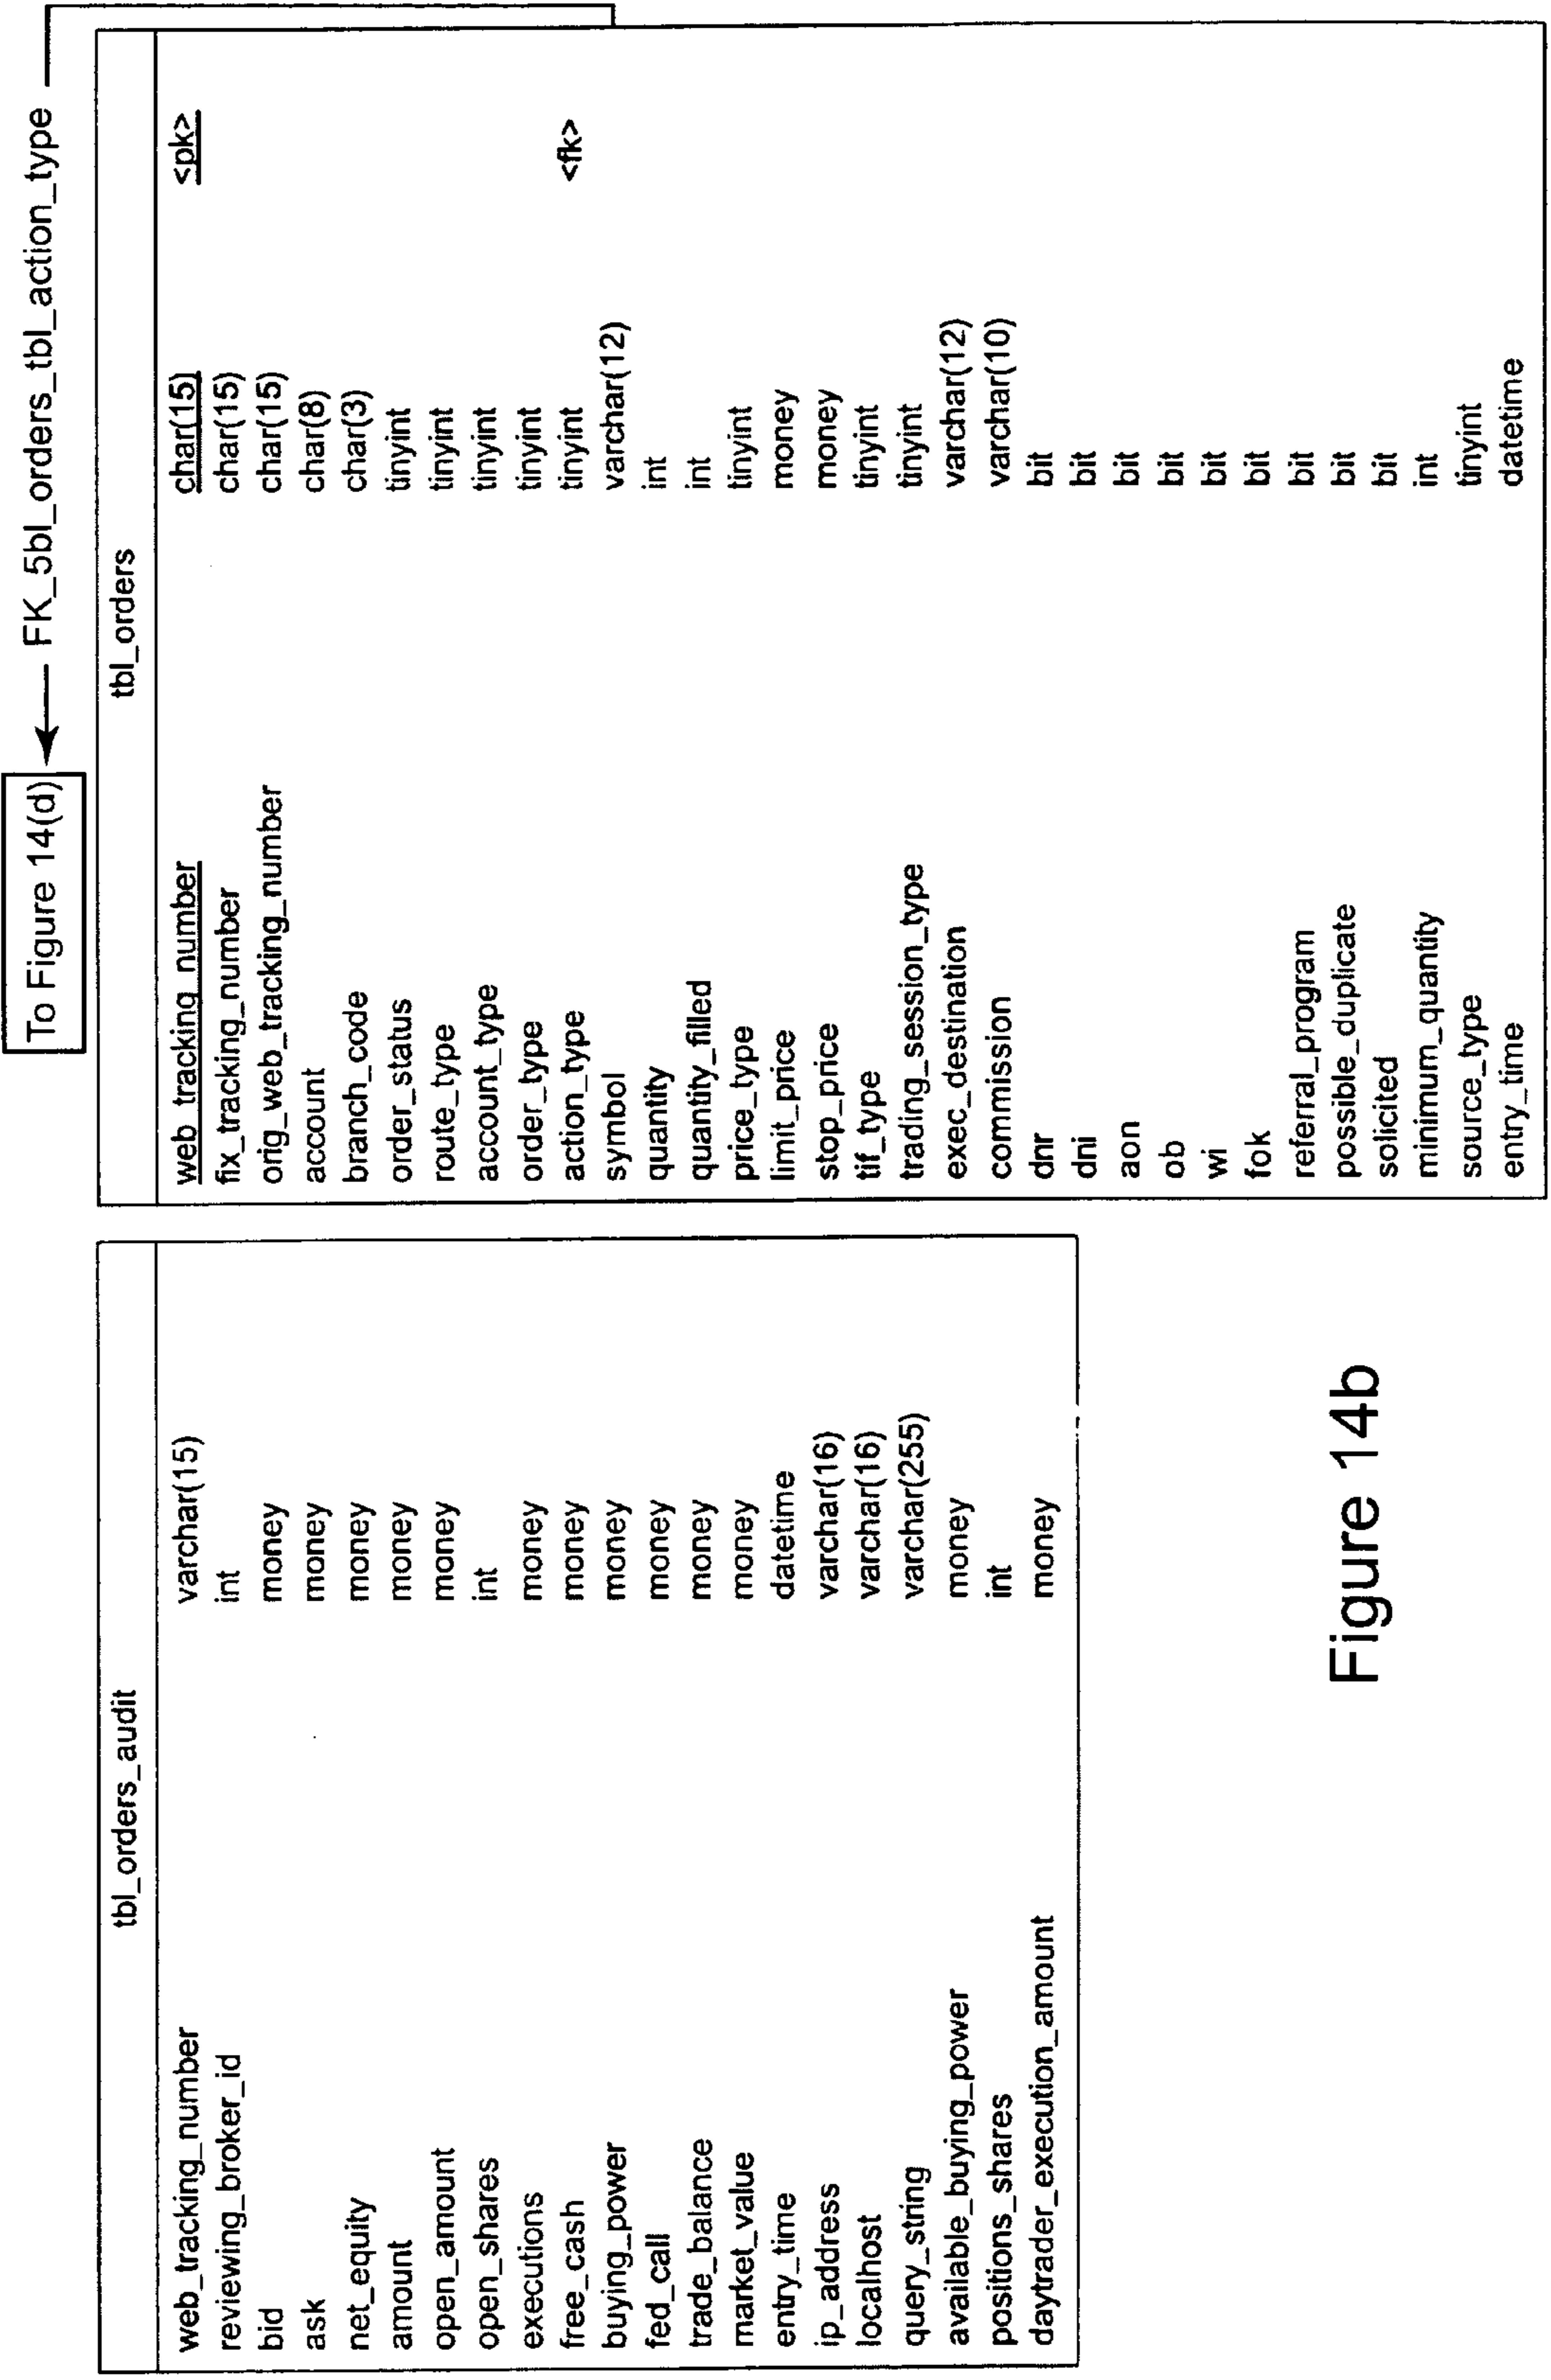 To Figure 14(d)
FK_5bl_orders_tbl_action_type
tbl_orders_audit
web_tracking_number varchar(15)
reviewing_broker_id int
bid money
ask money
net_equity money
amount money
open_amount money
open_shares int
executions money
free_cash money
buying_power money
fed_call money
trade_balance money
market_value money
entry_time datetime
ip_address varchar(16)
localhost varchar(16)
query_string varchar(255)
available_buying_power money
positions_shares int
daytrader_execution_amount money
tbl_orders
web_tracking_number char(15) <pk>
fix_tracking_number char(15)
orig_web_tracking_number char(15)
account char(8)
branch_code char(3)
order_status tinyint
route_type tinyint
account_type tinyint
order_type tinyint
action_type tinyint <fk>
symbol varchar(12)
quantity int
quantity_filled int
price_type tinyint
limit_price money
stop_price money
tif_type tinyint
trading_session_type tinyint
exec_destination varchar(12)
commission varchar(10)
dnr bit
dni bit
aon bit
ob bit
wi bit
fok bit
referral_program bit
possible_duplicate bit
solicited bit
minimum_quantity int
source_type tinyint
entry_time datetime
Figure 14b